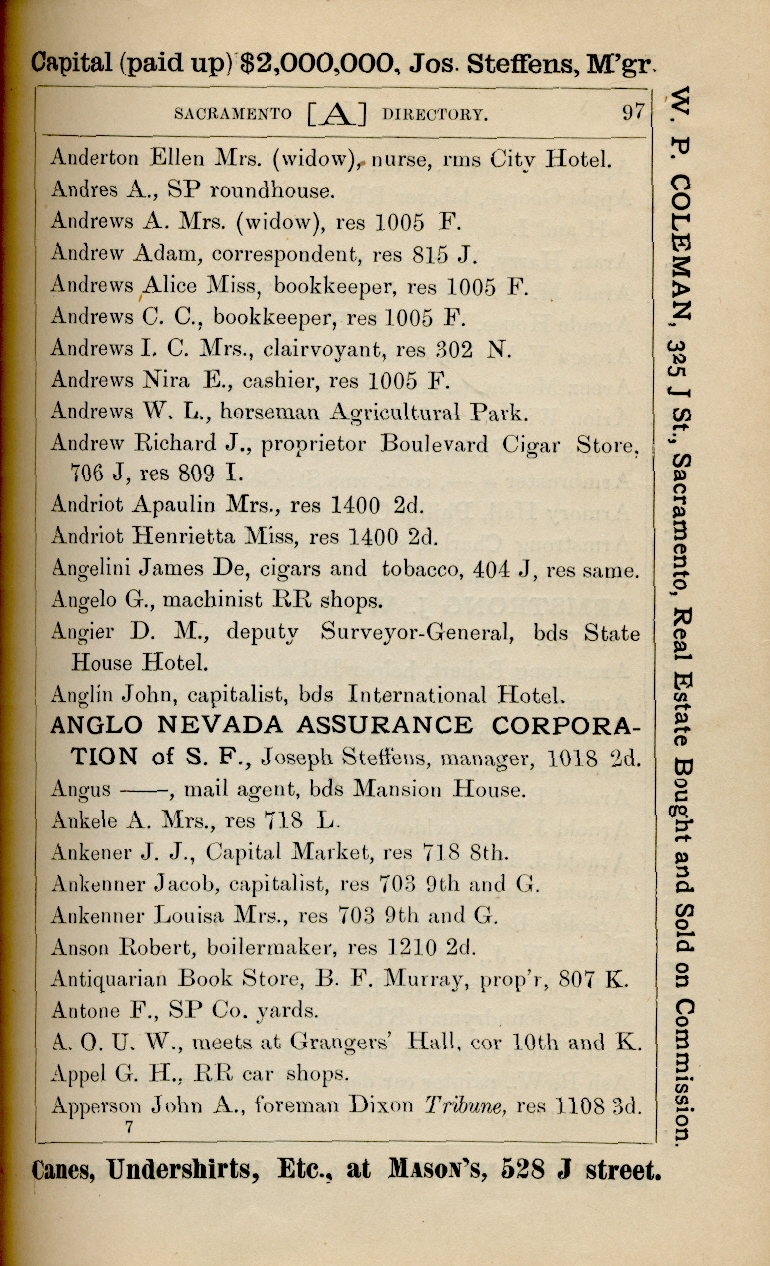 Capital (paid up) $2,000,000, Jos. Steffens, M'gr.
SACRAMENTO [A] DIRECTORY. 97
Anderton Ellen Mrs. (widow), nurse, rms City Hotel.
Andres A., SP roundhouse.
Andrews A. Mrs. (widow), res 1005 F.
Andrew Adam, correspondent, res 815 J.
Andrews Alice Miss, bookkeeper, res 1005 F.
Andrews C. C., bookkeeper, res 1005 F.
Andrews I. C. Mrs., clairvoyant, res 302 N.
Andrews Nira E., cashier, res 1005 F.
Andrews W. L., horseman Agricultural Park.
Andrew Richard J., proprietor Boulevard Cigar Store,
706 J, res 809 I.
Andriot Apaulin Mrs., res 1400 2d.
Andriot Henrietta Miss, res 1400 2d.
Angelini James De, cigars and tobacco, 404 J, res same.
Angelo G., machinist RR shops.
Angier D. M., deputy Surveyor-General, bds State
House Hotel.
Anglin John, capitalist, bds International Hotel.
ANGLO NEVADA ASSURANCE CORPORA-
TION of S. F., Joseph Steffens, manager, 1018 2d.
Angus ——, mail agent, bds Mansion House.
Ankele A. Mrs., res 718 L.
Ankener J. J., Capital Market, res 718 8th.
Ankenner Jacob, capitalist, res 703 9th and G.
Ankenner Louisa Mrs., res 703 9th and G.
Anson Robert, boilermaker, res 1210 2d.
Antiquarian Book Store, B. F. Murray, prop'r, 807 K.
Antone F., SP Co. yards.
A. O. U. W., meets at Grangers' Hall, cor 10th and K.
Appel G. H., RR car shops.
Apperson John A., foreman Dixon Tribune, res 1108 3d.
7
Canes, Undershirts, Etc., at MASON'S, 528 J street.
W. P. COLEMAN, 325 J St., Sacramento, Real Estate Bought and Sold on Commission.